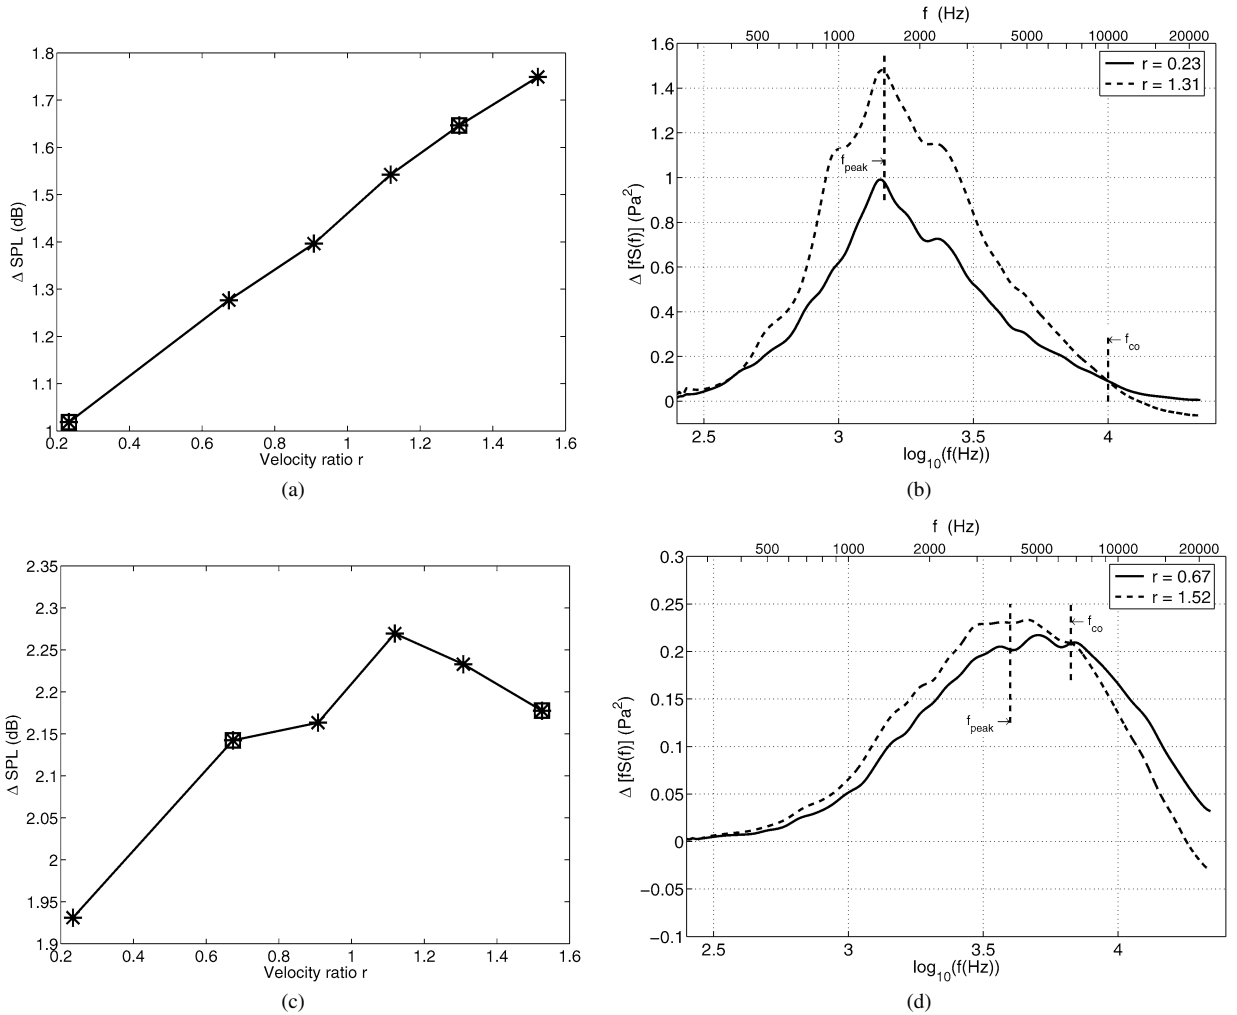 1.8
1.7
1.6
1.5
1.4
1.3
1.2
1.1
1
Δ SPL (dB)
0.2 0.4 0.6 0.8 1 1.2 1.4 1.6
Velocity ratio r
(a)
f (Hz)
500 1000 2000 5000 10000 20000
1.6
1.4
1.2
1
0.8
0.6
0.4
0.2
0
Δ [fS(f)] (Pa²)
r = 0.23
r = 1.31
f_peak →
← f_co
2.5 3 3.5 4
log₁₀(f(Hz))
(b)
2.35
2.3
2.25
2.2
2.15
2.1
2.05
2
1.95
1.9
Δ SPL (dB)
0.2 0.4 0.6 0.8 1 1.2 1.4 1.6
Velocity ratio r
(c)
f (Hz)
500 1000 2000 5000 10000 20000
0.3
0.25
0.2
0.15
0.1
0.05
0
−0.05
−0.1
Δ [fS(f)] (Pa²)
r = 0.67
r = 1.52
← f_co
f_peak →
2.5 3 3.5 4
log₁₀(f(Hz))
(d)